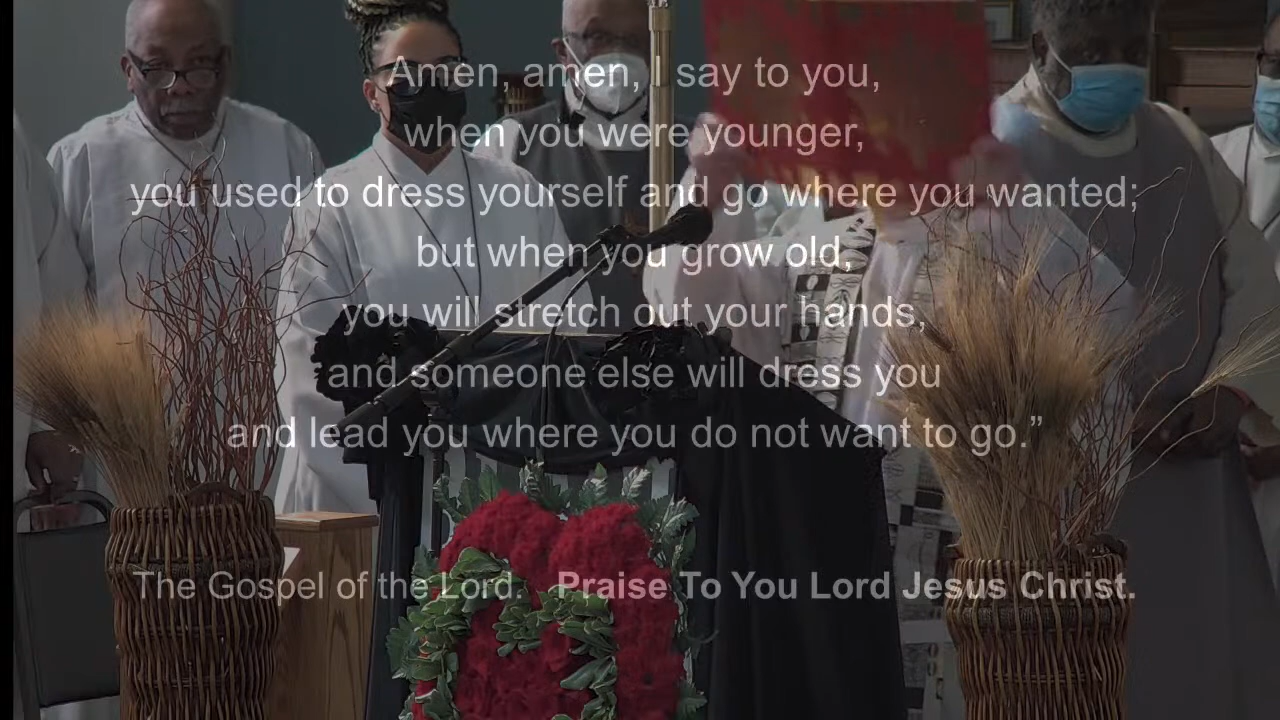 Amen, amen, I say to you,
when you were younger,
you used to dress yourself and go where you wanted;
but when you grow old,
you will stretch out your hands,
and someone else will dress you
and lead you where you do not want to go.”
The Gospel of the Lord. Praise To You Lord Jesus Christ.